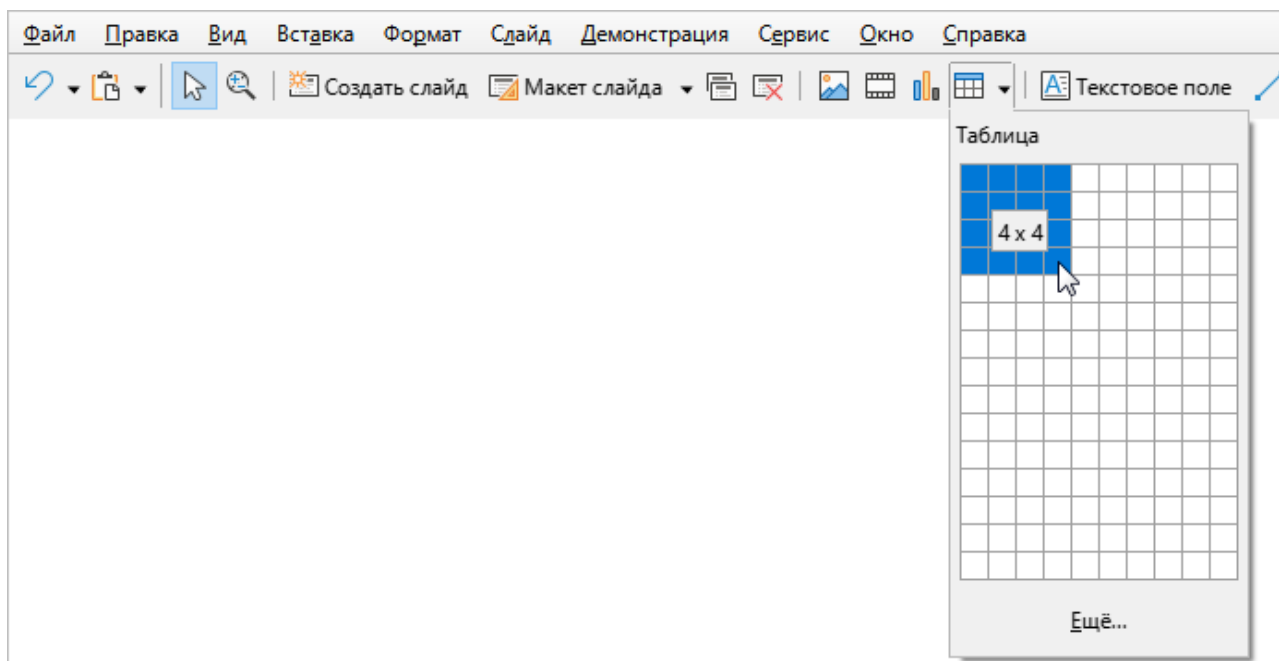 Файл Правка Вид Вставка Формат Слайд Демонстрация Сервис Окно Справка
Создать слайд Макет слайда Текстовое поле
Таблица
4 x 4
Ещё...